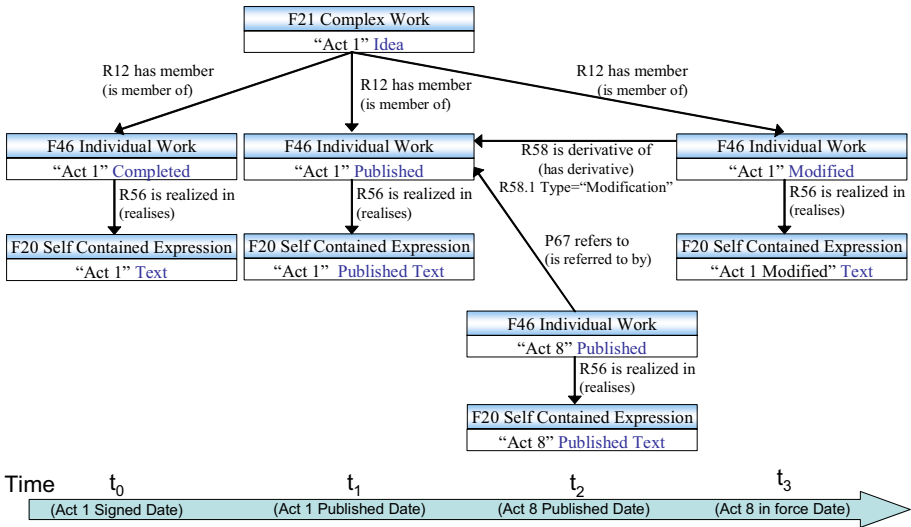 F21 Complex Work
“Act 1” Idea
R12 has member
(is member of)
R12 has member
(is member of)
R12 has member
(is member of)
F46 Individual Work
“Act 1” Completed
F46 Individual Work
“Act 1” Published
R58 is derivative of
(has derivative)
R58.1 Type=“Modification”
F46 Individual Work
“Act 1” Modified
R56 is realized in
(realises)
R56 is realized in
(realises)
R56 is realized in
(realises)
F20 Self Contained Expression
“Act 1” Text
F20 Self Contained Expression
“Act 1” Published Text
P67 refers to
(is referred to by)
F20 Self Contained Expression
“Act 1 Modified” Text
F46 Individual Work
“Act 8” Published
R56 is realized in
(realises)
F20 Self Contained Expression
“Act 8” Published Text
Time
t0
t1
t2
t3
(Act 1 Signed Date)
(Act 1 Published Date)
(Act 8 Published Date)
(Act 8 in force Date)